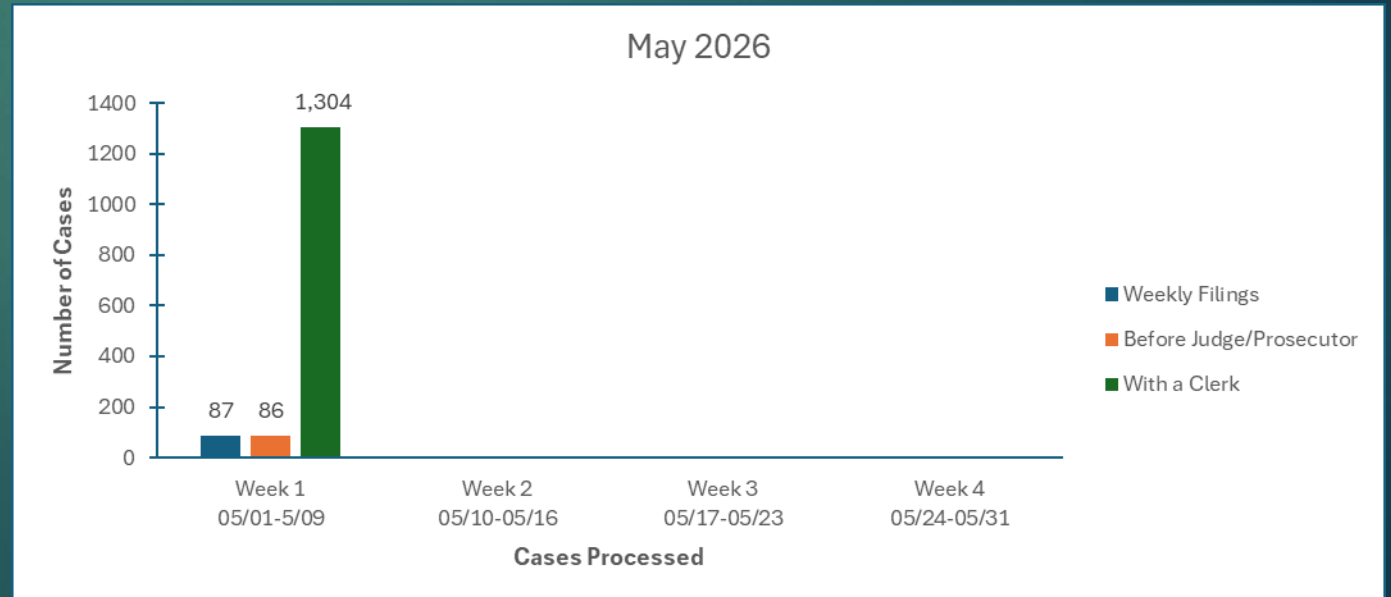 May 2026
1400
1,304
1200
1000
800
600
400
200
0
87 86
Number of Cases
Week 1 Week 2 Week 3 Week 4
05/01-5/09 05/10-05/16 05/17-05/23 05/24-05/31
Cases Processed
Weekly Filings
Before Judge/Prosecutor
With a Clerk